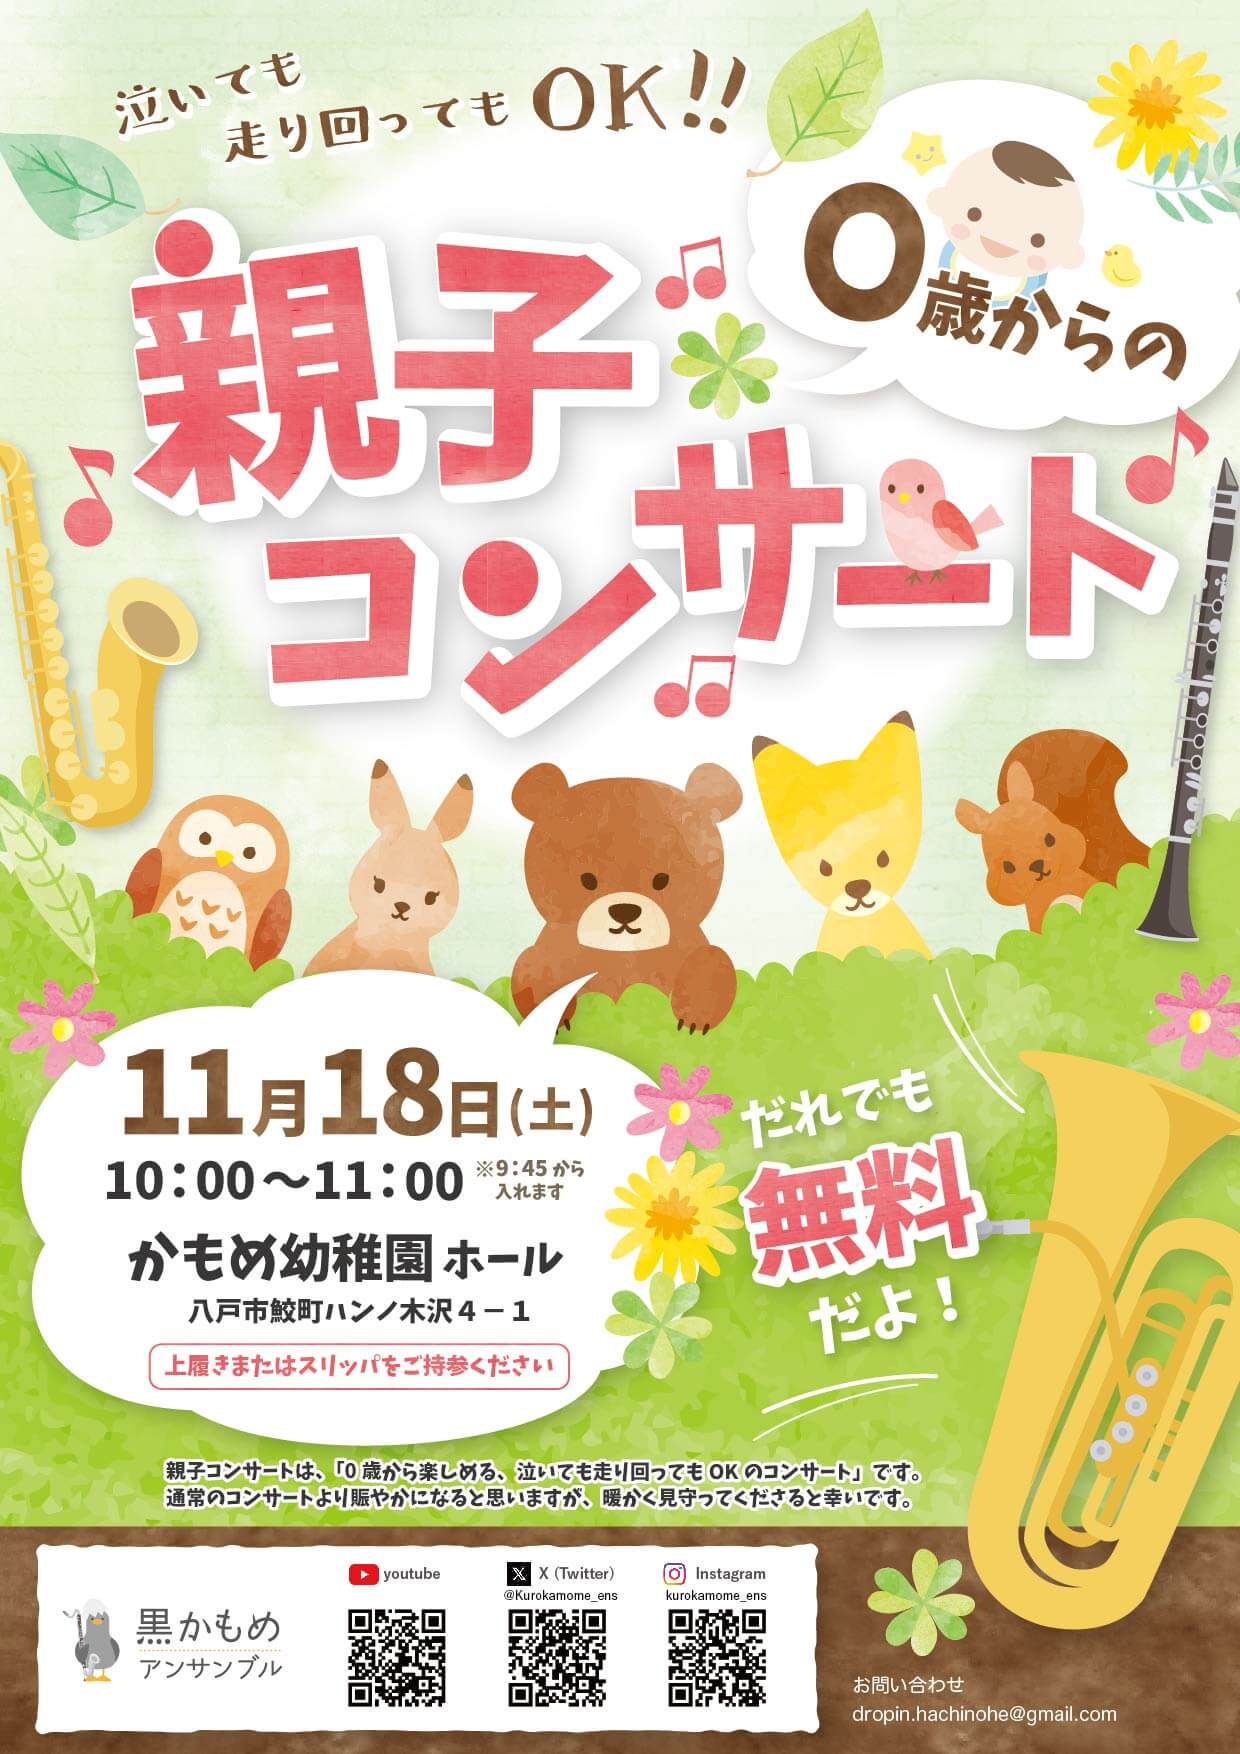 泣いても
走り回ってもOK!!
0歳からの
親子
コンサート
11月18日(土)
10：00～11：00 ※9：45から
入れます
かもめ幼稚園ホール
八戸市鮫町ハンノ木沢４－１
上履きまたはスリッパをご持参ください
だれでも
無料
だよ！
親子コンサートは、「0歳から楽しめる、泣いても走り回ってもOKのコンサート」です。
通常のコンサートより賑やかになると思いますが、暖かく見守ってくださると幸いです。
黒かもめ
アンサンブル
youtube
X（Twitter）
@Kurokamome_ens
Instagram
kurokamome_ens
お問い合わせ
dropin.hachinohe@gmail.com